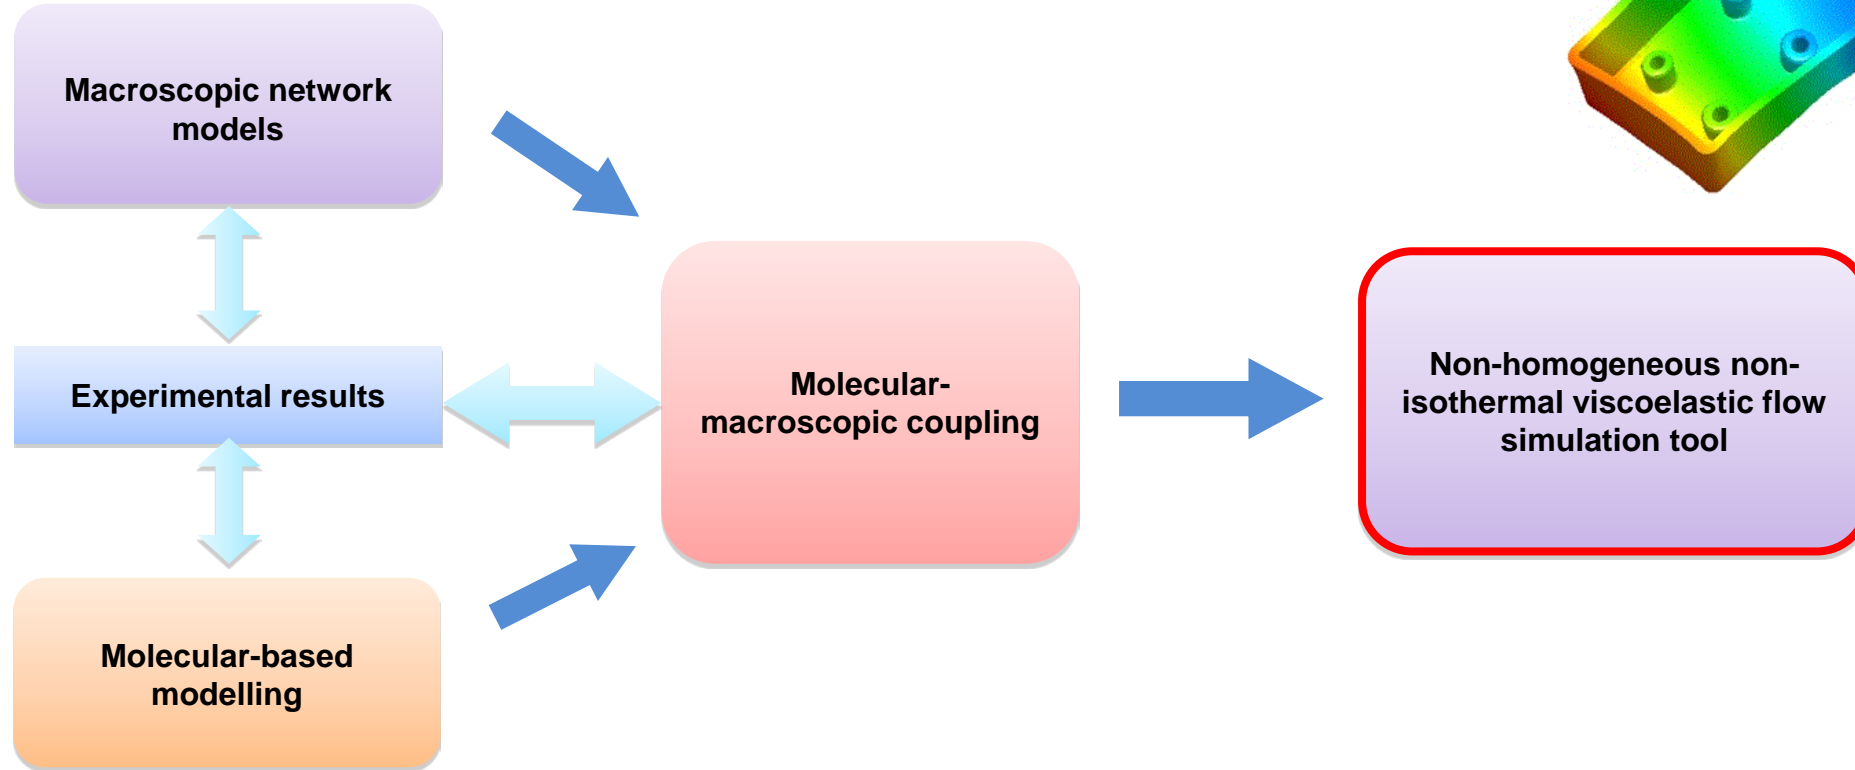 Macroscopic network
models
Experimental results
Molecular-based
modelling
Molecular-
macroscopic coupling
Non-homogeneous non-
isothermal viscoelastic flow
simulation tool